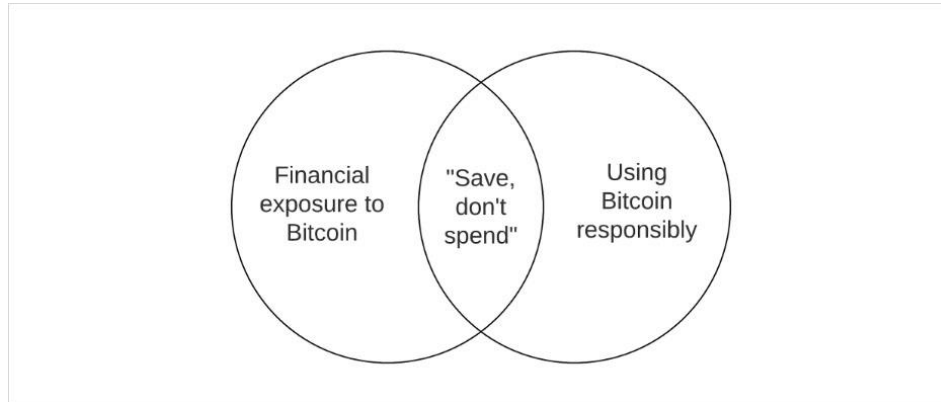 Financial
exposure to
Bitcoin
"Save,
don't
spend"
Using
Bitcoin
responsibly